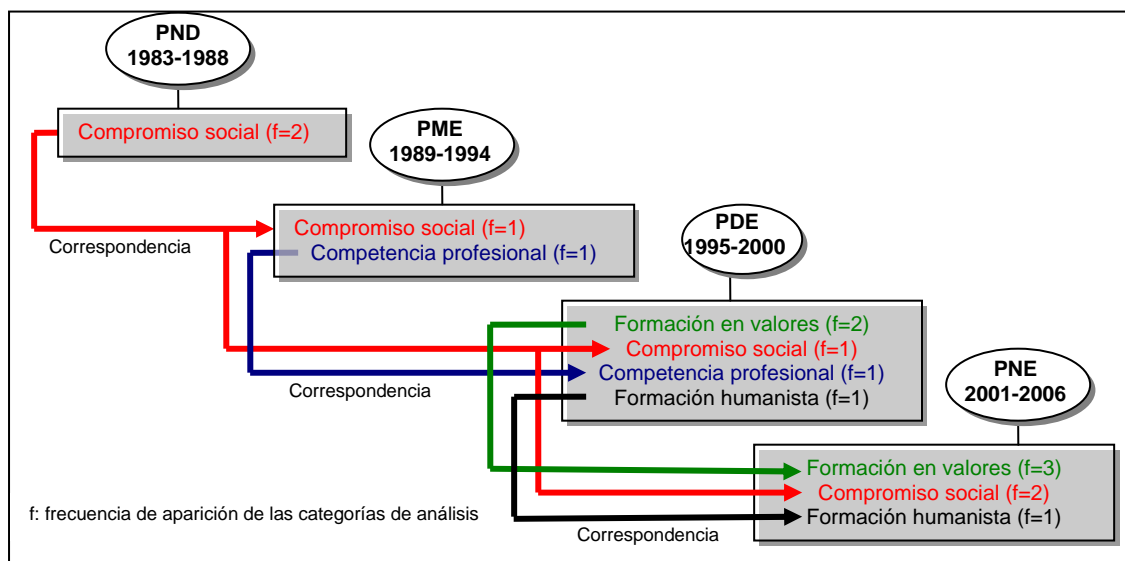 PND
1983-1988
Compromiso social (f=2)
PME
1989-1994
Compromiso social (f=1)
Competencia profesional (f=1)
Correspondencia
PDE
1995-2000
Formación en valores (f=2)
Compromiso social (f=1)
Competencia profesional (f=1)
Formación humanista (f=1)
Correspondencia
PNE
2001-2006
Formación en valores (f=3)
Compromiso social (f=2)
Formación humanista (f=1)
f: frecuencia de aparición de las categorías de análisis
Correspondencia